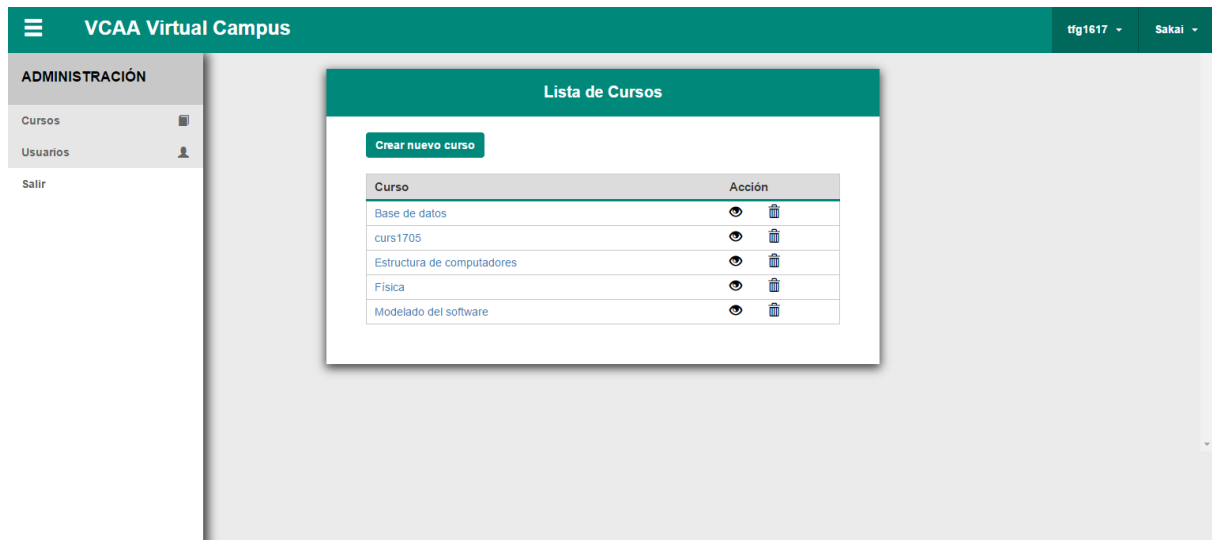 VCAA Virtual Campus
tfg1617
Sakai
ADMINISTRACIÓN
Cursos
Usuarios
Salir
Lista de Cursos
Crear nuevo curso
Curso Acción
Base de datos
curs1705
Estructura de computadores
Física
Modelado del software